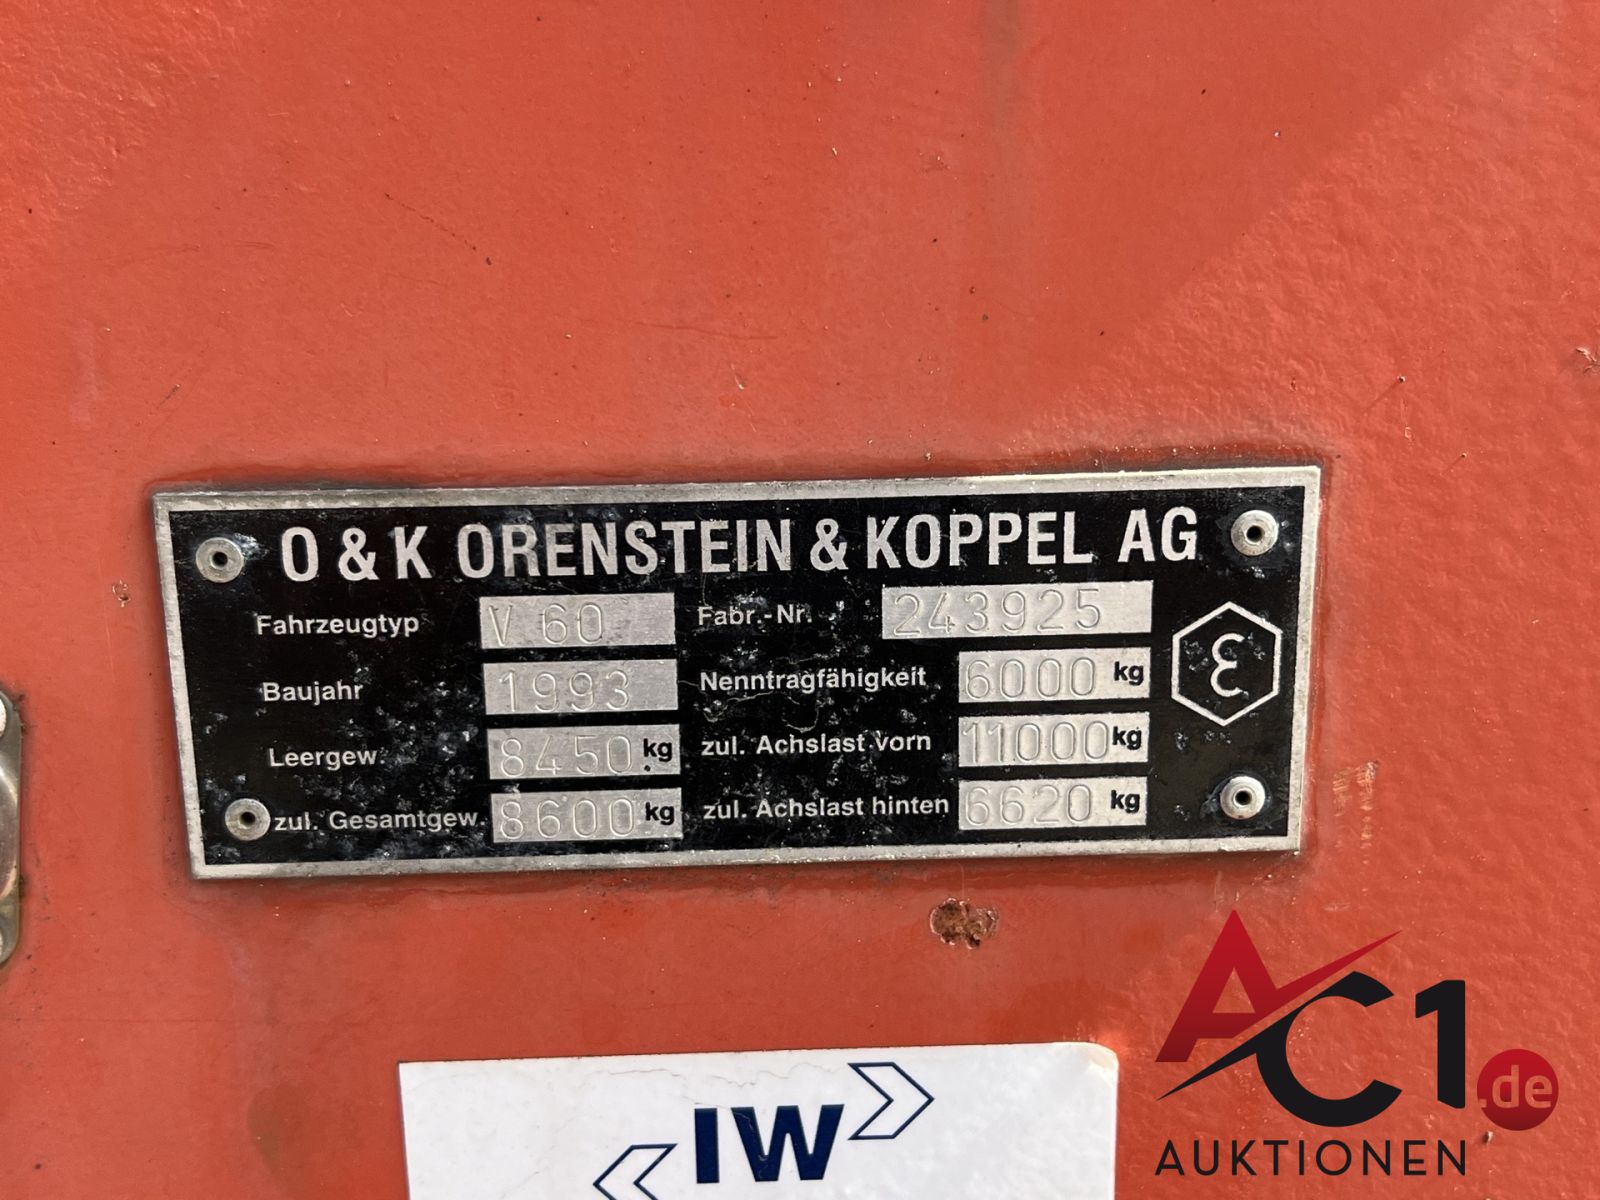 O & K ORENSTEIN & KOPPEL AG
Fahrzeugtyp V 60 Fabr.-Nr. 243925
Baujahr 1993 Nenntragfähigkeit 6000 kg
Leergew. 8450 kg zul. Achslast vorn 11000 kg
zul. Gesamtgew. 8600 kg zul. Achslast hinten 6620 kg
ε
IW
AC1.de
AUKTIONEN